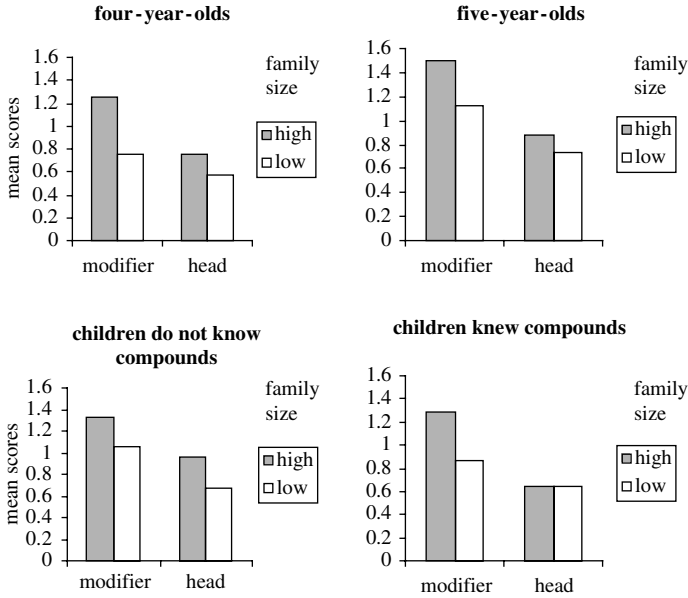 four-year-olds
1.6
1.4
1.2
1
0.8
0.6
0.4
0.2
0
mean scores
modifier
head
family
size
high
low
five-year-olds
1.6
1.4
1.2
1
0.8
0.6
0.4
0.2
0
modifier
head
family
size
high
low
children do not know
compounds
1.6
1.4
1.2
1
0.8
0.6
0.4
0.2
0
mean scores
modifier
head
family
size
high
low
children knew compounds
1.6
1.4
1.2
1
0.8
0.6
0.4
0.2
0
modifier
head
family
size
high
low